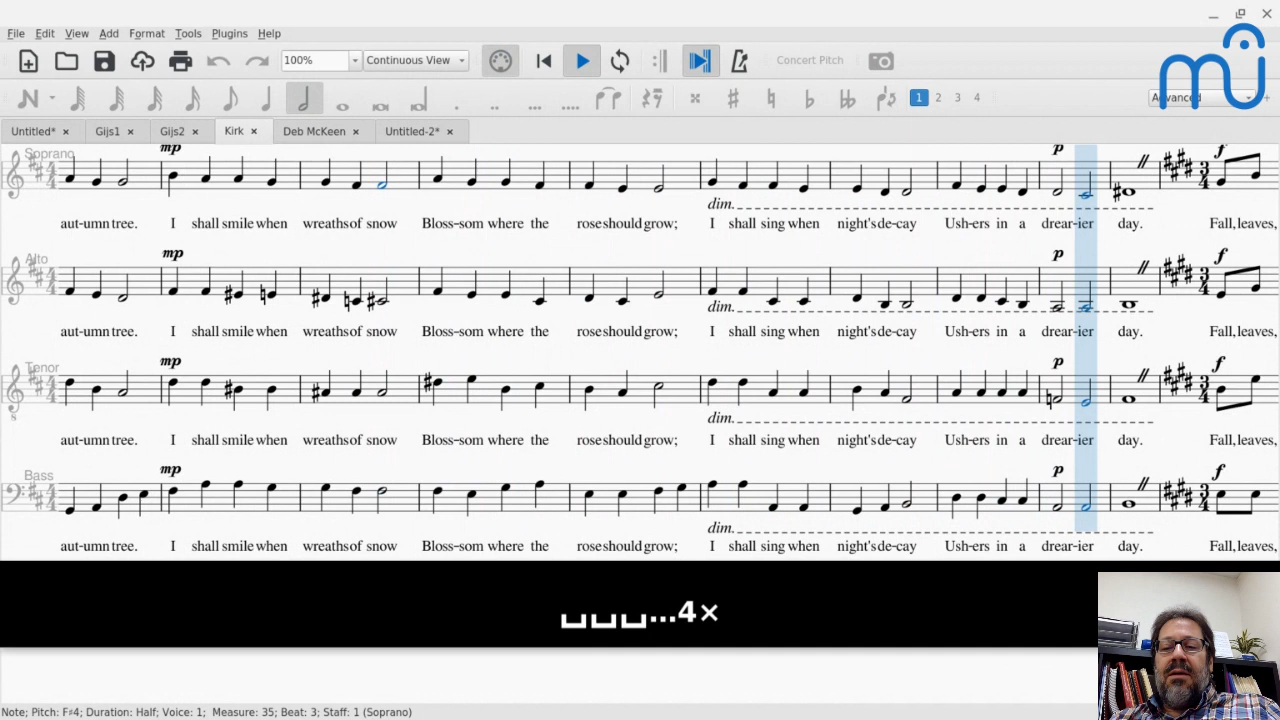 File Edit View Add Format Tools Plugins Help
100% Continuous View Concert Pitch
1 2 3 4 Advanced
Untitled* × Gijs1 × Gijs2 × Kirk × Deb McKeen × Untitled-2* ×
Soprano mp p f
dim.
aut-umn tree. I shall smile when wreaths of snow Blos-som where the rose should grow; I shall sing when night's de-cay Ush-ers in a drear-ier day. Fall, leaves,
Alto mp p f
dim.
aut-umn tree. I shall smile when wreaths of snow Blos-som where the rose should grow; I shall sing when night's de-cay Ush-ers in a drear-ier day. Fall, leaves,
Tenor mp p f
dim.
aut-umn tree. I shall smile when wreaths of snow Blos-som where the rose should grow; I shall sing when night's de-cay Ush-ers in a drear-ier day. Fall, leaves,
Bass mp p f
dim.
aut-umn tree. I shall smile when wreaths of snow Blos-som where the rose should grow; I shall sing when night's de-cay Ush-ers in a drear-ier day. Fall, leaves,
␣␣␣...4×
Note; Pitch: F♯4; Duration: Half; Voice: 1; Measure: 35; Beat: 3; Staff: 1 (Soprano)